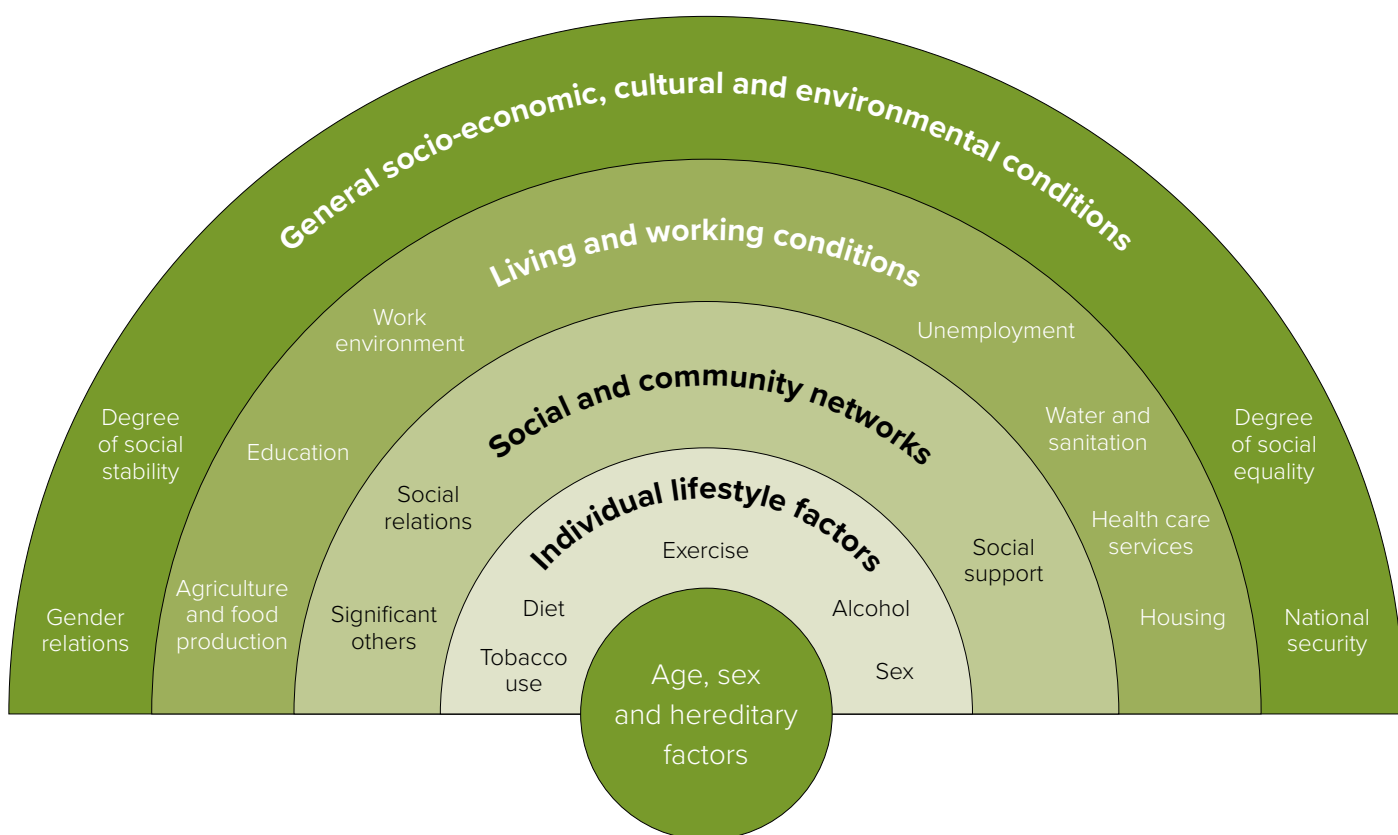 General socio-economic, cultural and environmental conditions
Living and working conditions
Work
environment
Unemployment
Social and community networks
Degree
of social
stability
Education
Water and
sanitation
Degree
of social
equality
Social
relations
Individual lifestyle factors
Exercise
Health care
services
Social
support
Gender
relations
Agriculture
and food
production
Significant
others
Diet
Alcohol
Housing
National
security
Tobacco
use
Sex
Age, sex
and hereditary
factors